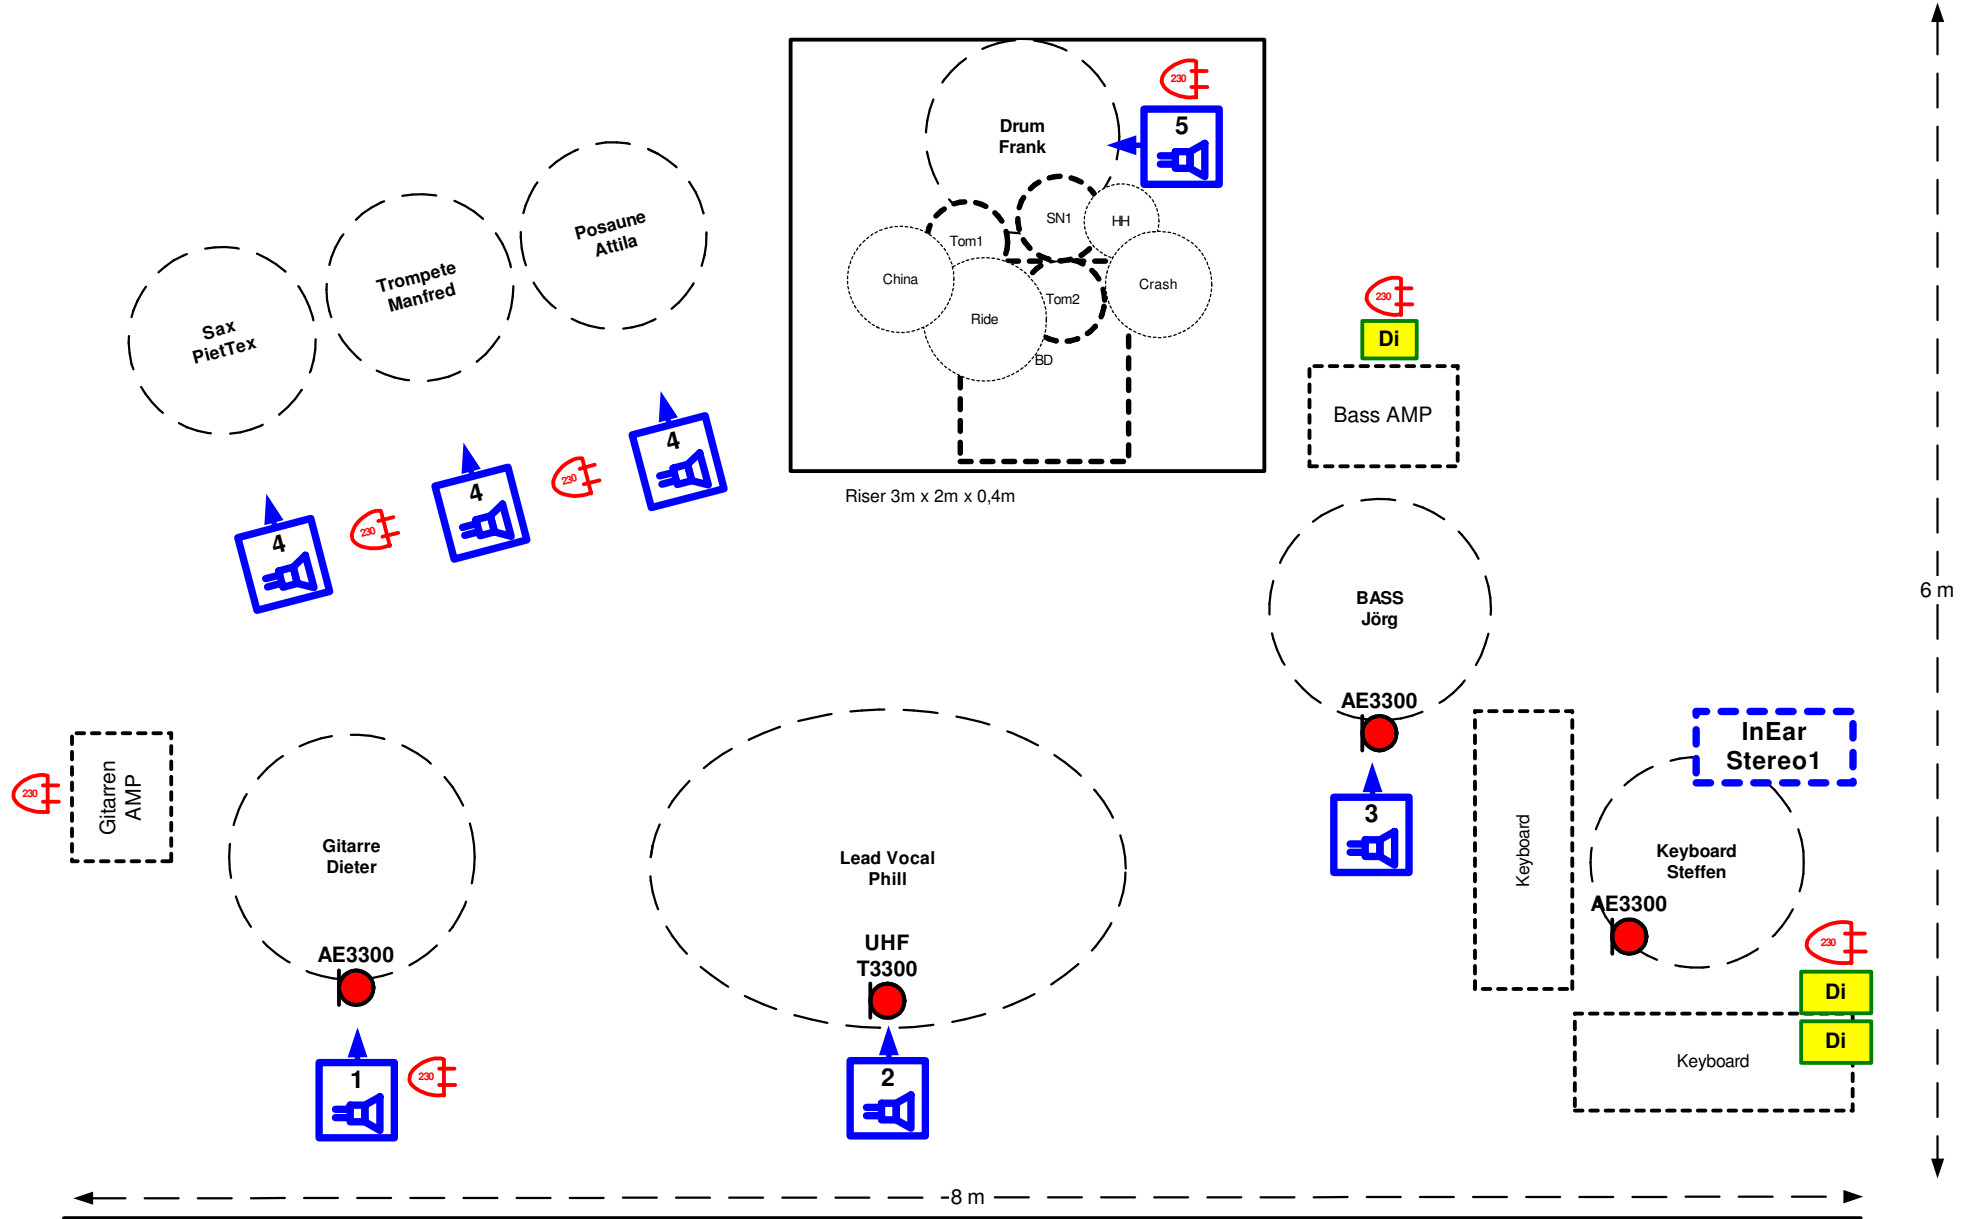 230
5
Drum
Frank
SN1
HH
Tom1
China
Crash
Tom2
Ride
BD
Riser 3m x 2m x 0,4m
Posaune
Attila
Trompete
Manfred
Sax
PietTex
4
230
4
230
4
230
Di
Bass AMP
BASS
Jörg
AE3300
3
6 m
230
Gitarren
AMP
Gitarre
Dieter
AE3300
1
230
Lead Vocal
Phill
UHF
T3300
2
Keyboard
InEar
Stereo1
Keyboard
Steffen
AE3300
230
Di
Di
Keyboard
8 m